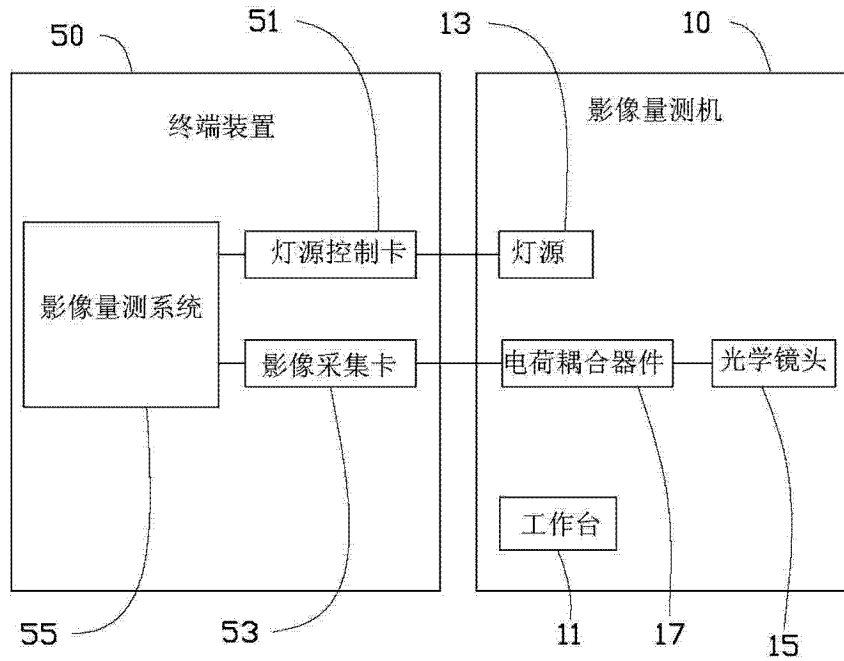 50
51
13
10
终端装置
影像量测机
灯源控制卡
灯源
影像量测系统
影像采集卡
电荷耦合器件
光学镜头
工作台
55
53
11
17
15